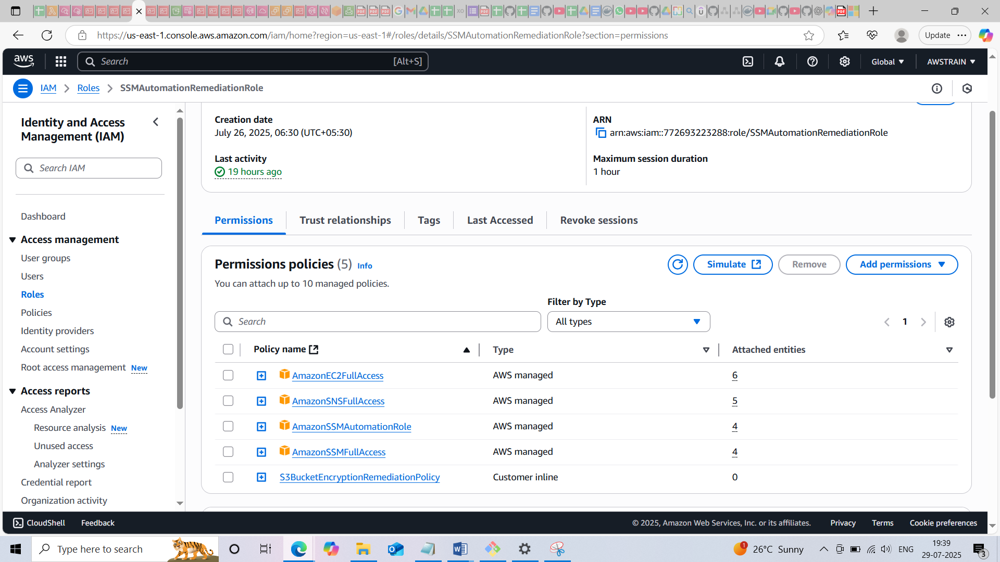 https://us-east-1.console.aws.amazon.com/iam/home?region=us-east-1#/roles/details/SSMAutomationRemediationRole?section=permissions
Update
aws
Search
[Alt+S]
Global
AWSTRAIN
IAM
Roles
SSMAutomationRemediationRole
Identity and Access
Management (IAM)
Search IAM
Dashboard
Access management
User groups
Users
Roles
Policies
Identity providers
Account settings
Root access management New
Access reports
Access Analyzer
Resource analysis New
Unused access
Analyzer settings
Credential report
Organization activity
Creation date
July 26, 2025, 06:30 (UTC+05:30)
ARN
arn:aws:iam::772693223288:role/SSMAutomationRemediationRole
Last activity
19 hours ago
Maximum session duration
1 hour
Permissions
Trust relationships
Tags
Last Accessed
Revoke sessions
Permissions policies (5) Info
You can attach up to 10 managed policies.
Simulate
Remove
Add permissions
Filter by Type
Search
All types
1
Policy name Type Attached entities
AmazonEC2FullAccess AWS managed 6
AmazonSNSFullAccess AWS managed 5
AmazonSSMAutomationRole AWS managed 4
AmazonSSMFullAccess AWS managed 4
S3BucketEncryptionRemediationPolicy Customer inline 0
CloudShell
Feedback
© 2025, Amazon Web Services, Inc. or its affiliates.
Privacy
Terms
Cookie preferences
Type here to search
1
26°C Sunny
ENG
19:39
29-07-2025
3